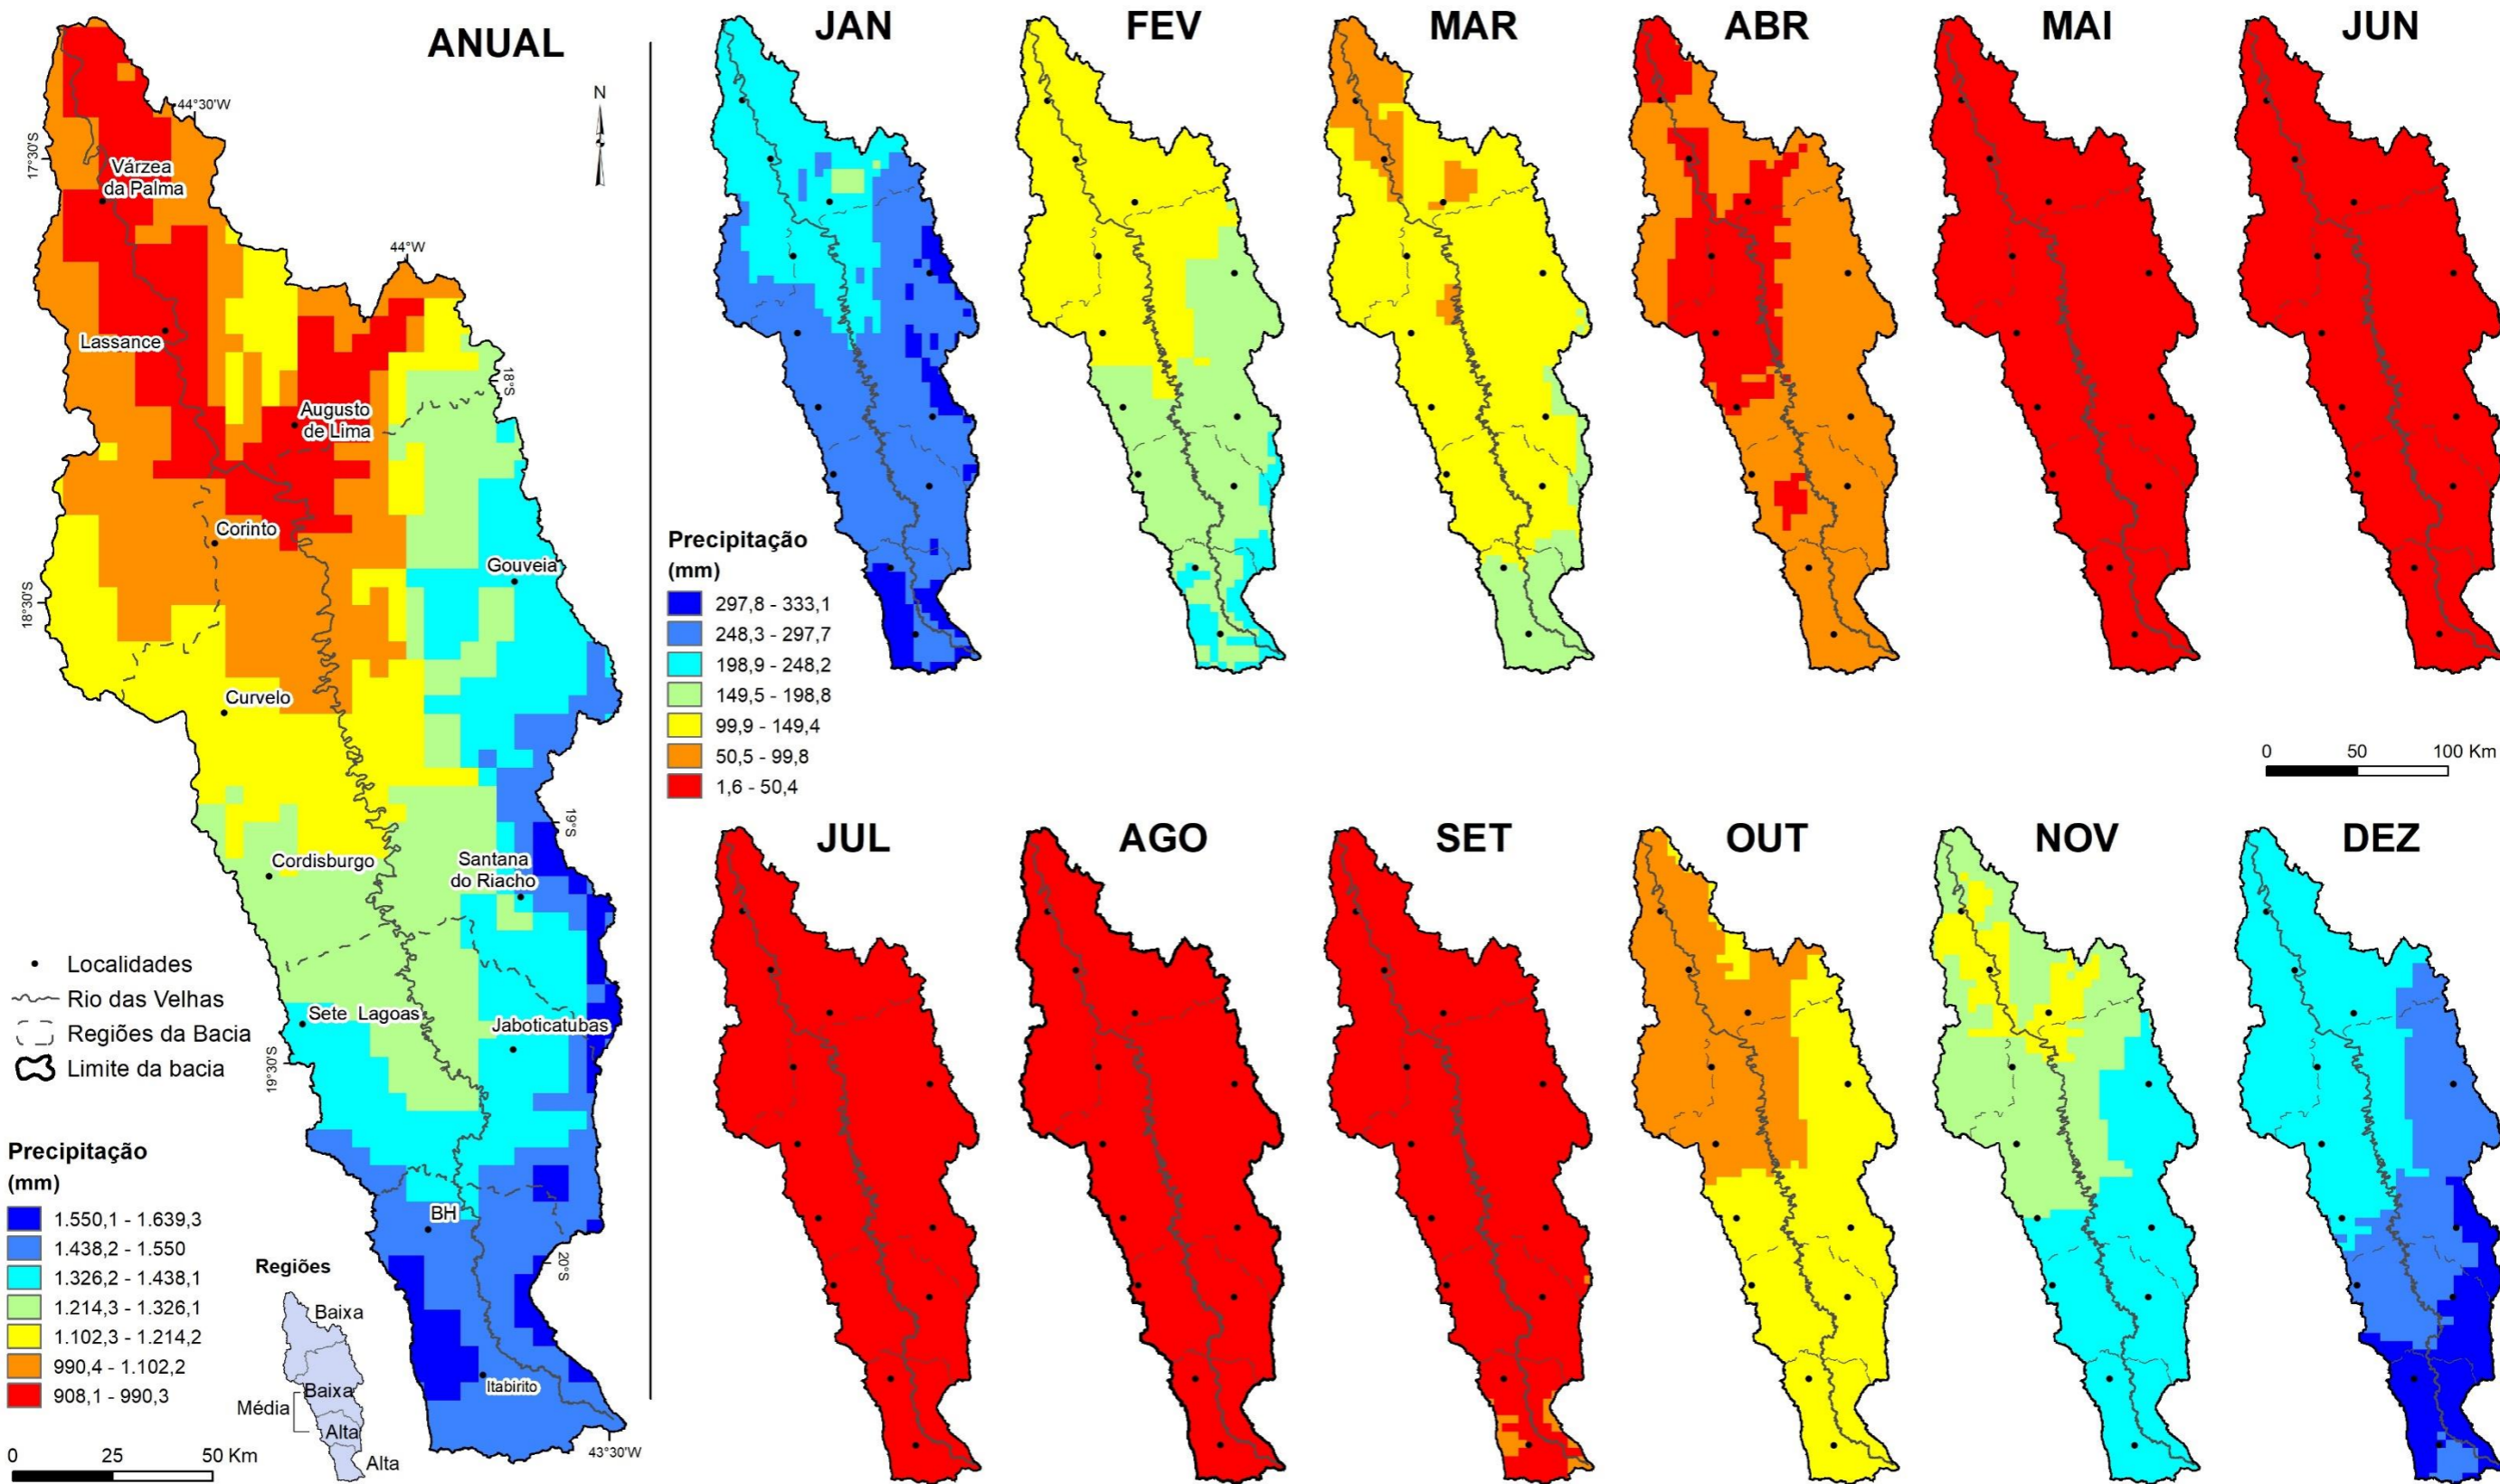 ANUAL
JAN
FEV
MAR
ABR
MAI
JUN
N
44°30'W
17°30'S
Várzea
da Palma
44°W
Lassance
18°S
Augusto
de Lima
Corinto
Gouveia
18°30'S
Curvelo
19°S
Cordisburgo
Santana
do Riacho
Sete Lagoas
Jaboticatubas
19°30'S
BH
20°S
Itabirito
43°30'W
Localidades
Rio das Velhas
Regiões da Bacia
Limite da bacia
Precipitação
(mm)
1.550,1 - 1.639,3
1.438,2 - 1.550
1.326,2 - 1.438,1
1.214,3 - 1.326,1
1.102,3 - 1.214,2
990,4 - 1.102,2
908,1 - 990,3
0 25 50 Km
Regiões
Baixa
Baixa
Média
Alta
Alta
Precipitação
(mm)
297,8 - 333,1
248,3 - 297,7
198,9 - 248,2
149,5 - 198,8
99,9 - 149,4
50,5 - 99,8
1,6 - 50,4
0 50 100 Km
JUL
AGO
SET
OUT
NOV
DEZ